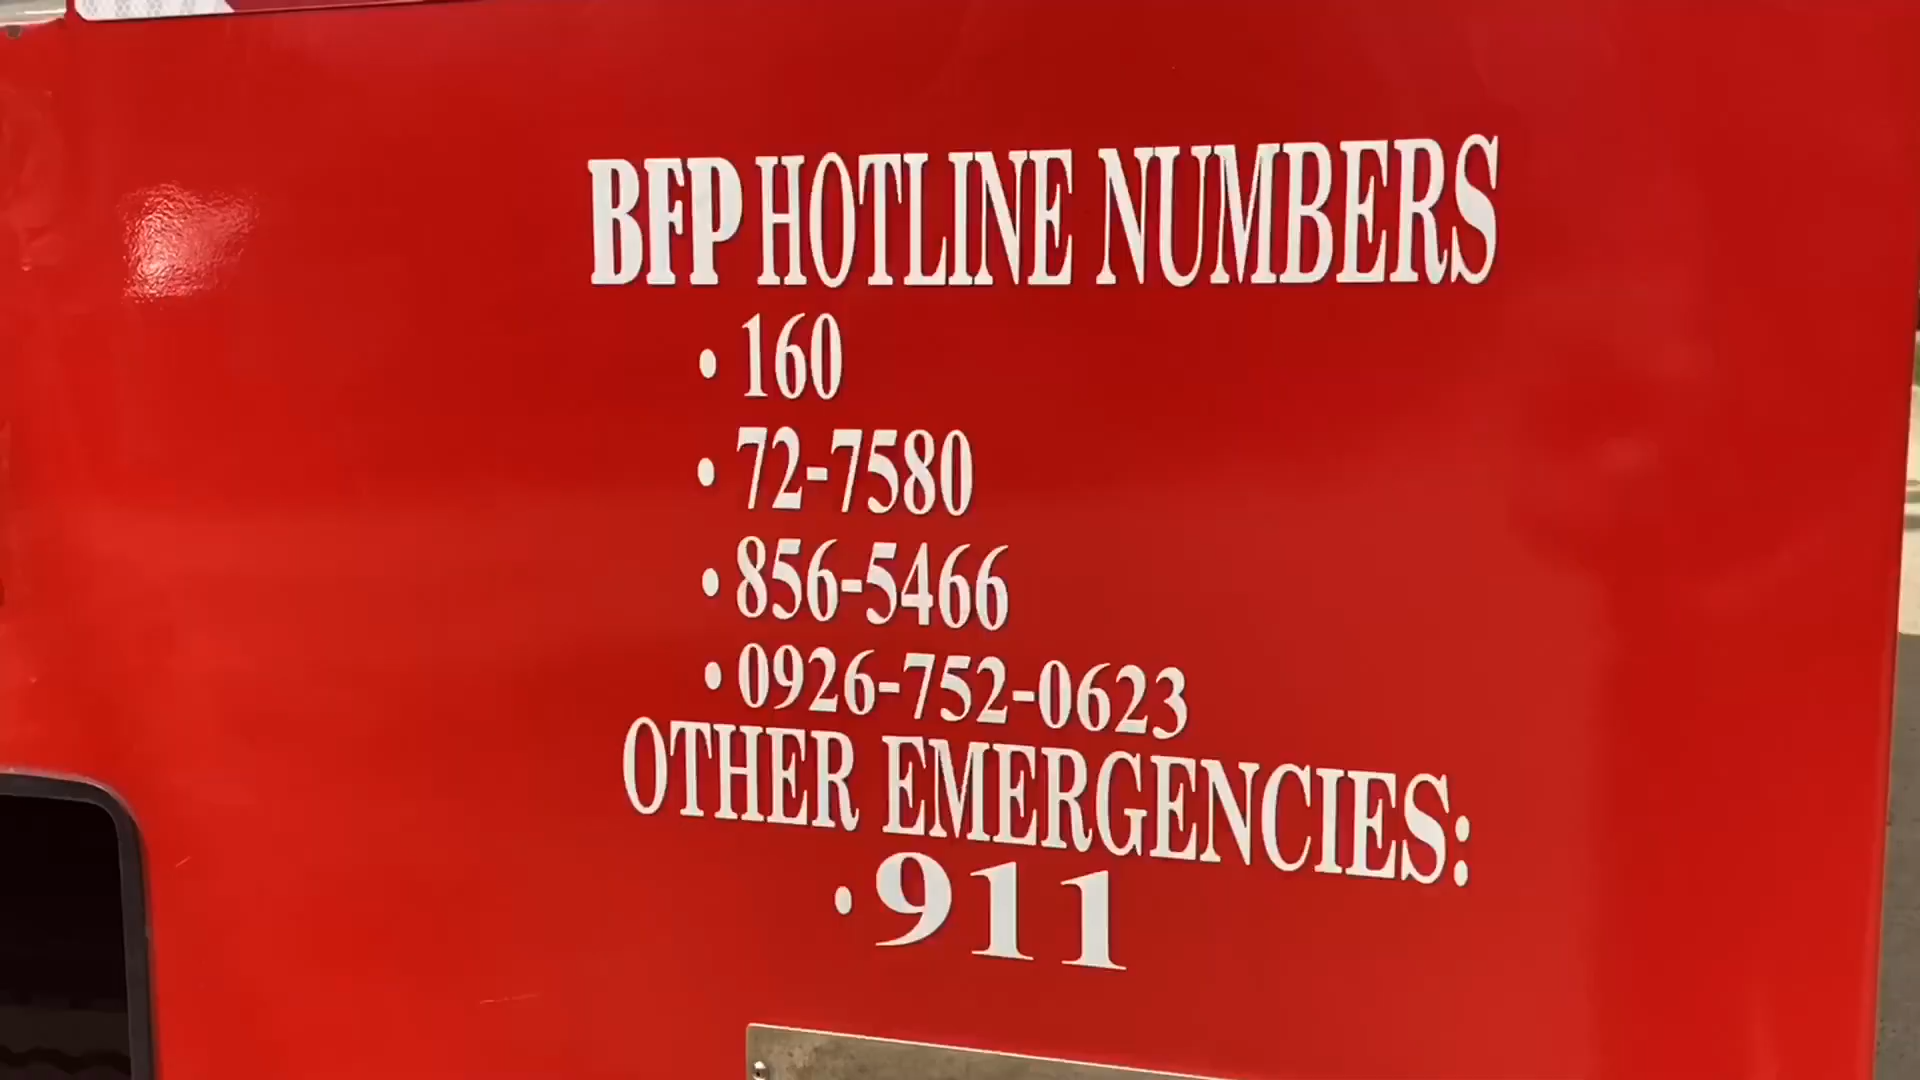 BFP HOTLINE NUMBERS
• 160
• 72-7580
• 856-5466
• 0926-752-0623
OTHER EMERGENCIES:
• 911